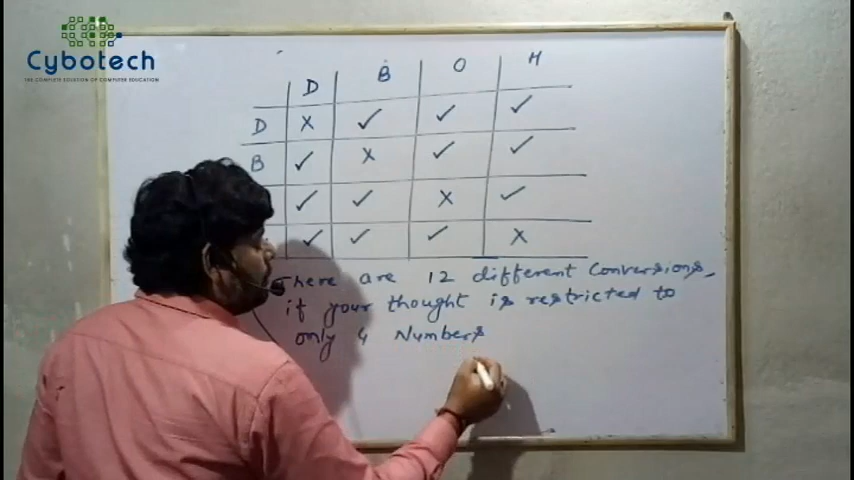 Cybotech
THE COMPLETE SOLUTION OF COMPUTER EDUCATION
D B O H
D X ✓ ✓ ✓
B ✓ X ✓ ✓
✓ ✓ X ✓
✓ ✓ ✓ X
There are 12 different conversions,
if your thought is restricted to
only 4 Numbers